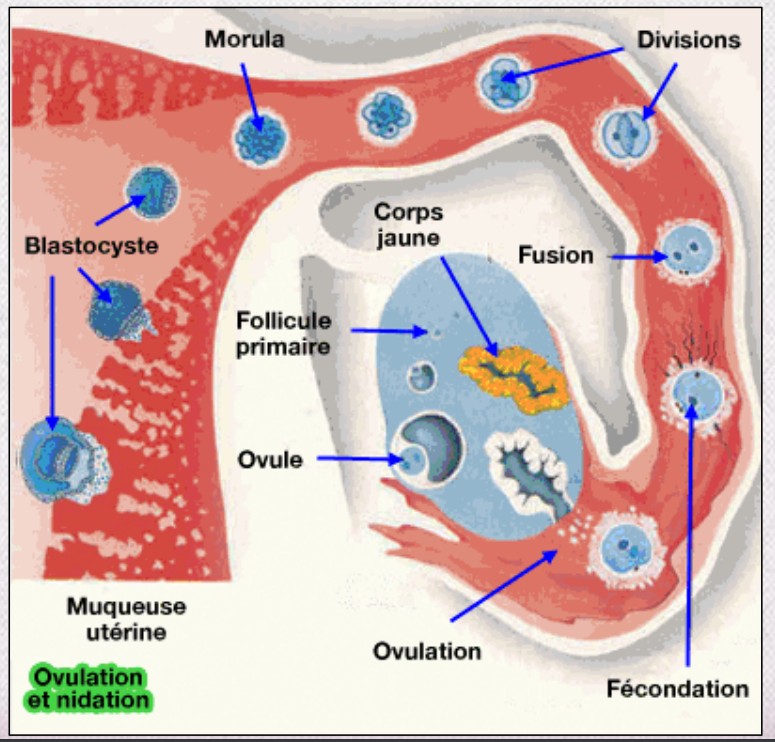 Morula
Divisions
Corps
jaune
Blastocyste
Fusion
Follicule
primaire
Ovule
Muqueuse
utérine
Ovulation
Ovulation
et nidation
Fécondation